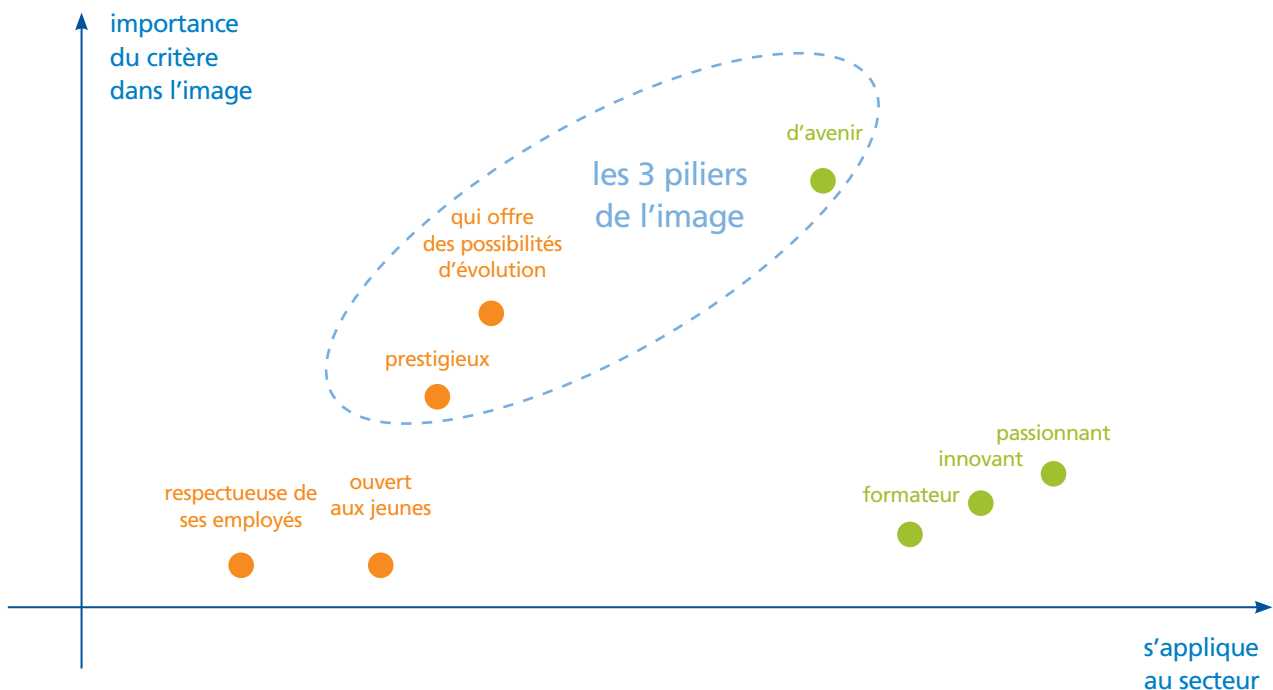 importance
du critère
dans l'image
d'avenir
les 3 piliers
de l'image
qui offre
des possibilités
d'évolution
prestigieux
passionnant
innovant
formateur
ouvert
aux jeunes
respectueuse de
ses employés
s'applique
au secteur